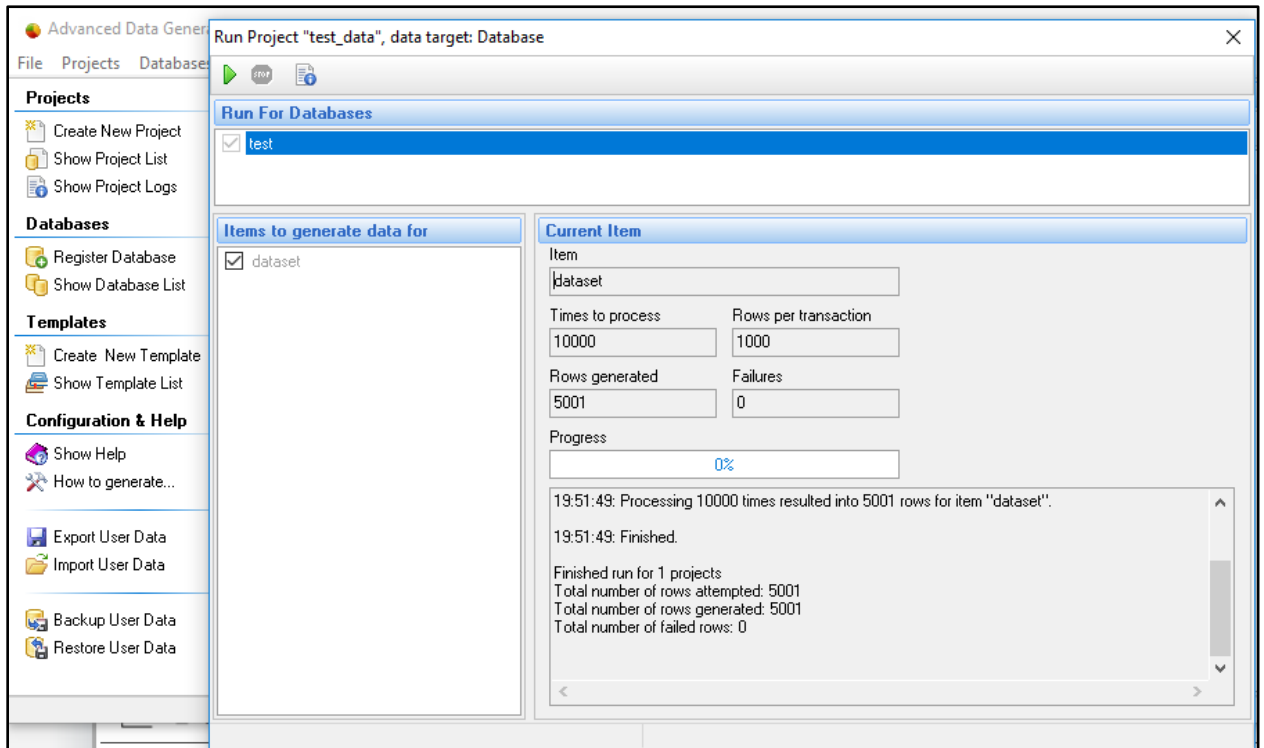 Advanced Data Gener
File Projects Databases
Projects
Create New Project
Show Project List
Show Project Logs
Databases
Register Database
Show Database List
Templates
Create New Template
Show Template List
Configuration & Help
Show Help
How to generate...
Export User Data
Import User Data
Backup User Data
Restore User Data
Run Project "test_data", data target: Database
STOP
Run For Databases
test
Items to generate data for
dataset
Current Item
Item
dataset
Times to process Rows per transaction
10000 1000
Rows generated Failures
5001 0
Progress
0%
19:51:49: Processing 10000 times resulted into 5001 rows for item "dataset".
19:51:49: Finished.
Finished run for 1 projects
Total number of rows attempted: 5001
Total number of rows generated: 5001
Total number of failed rows: 0